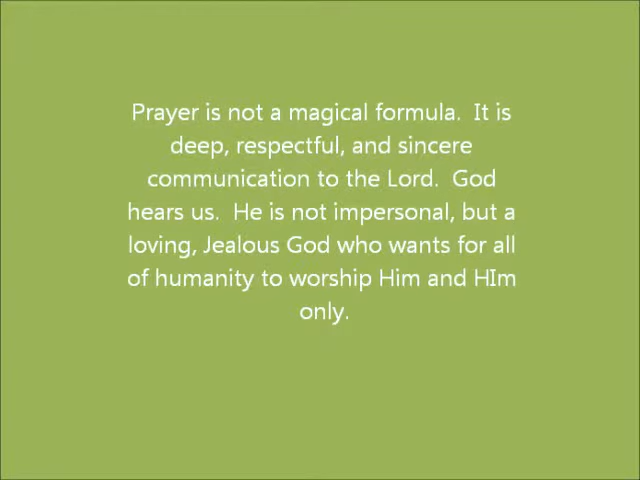 Prayer is not a magical formula.  It is
deep, respectful, and sincere
communication to the Lord.  God
hears us.  He is not impersonal, but a
loving, Jealous God who wants for all
of humanity to worship Him and HIm
only.